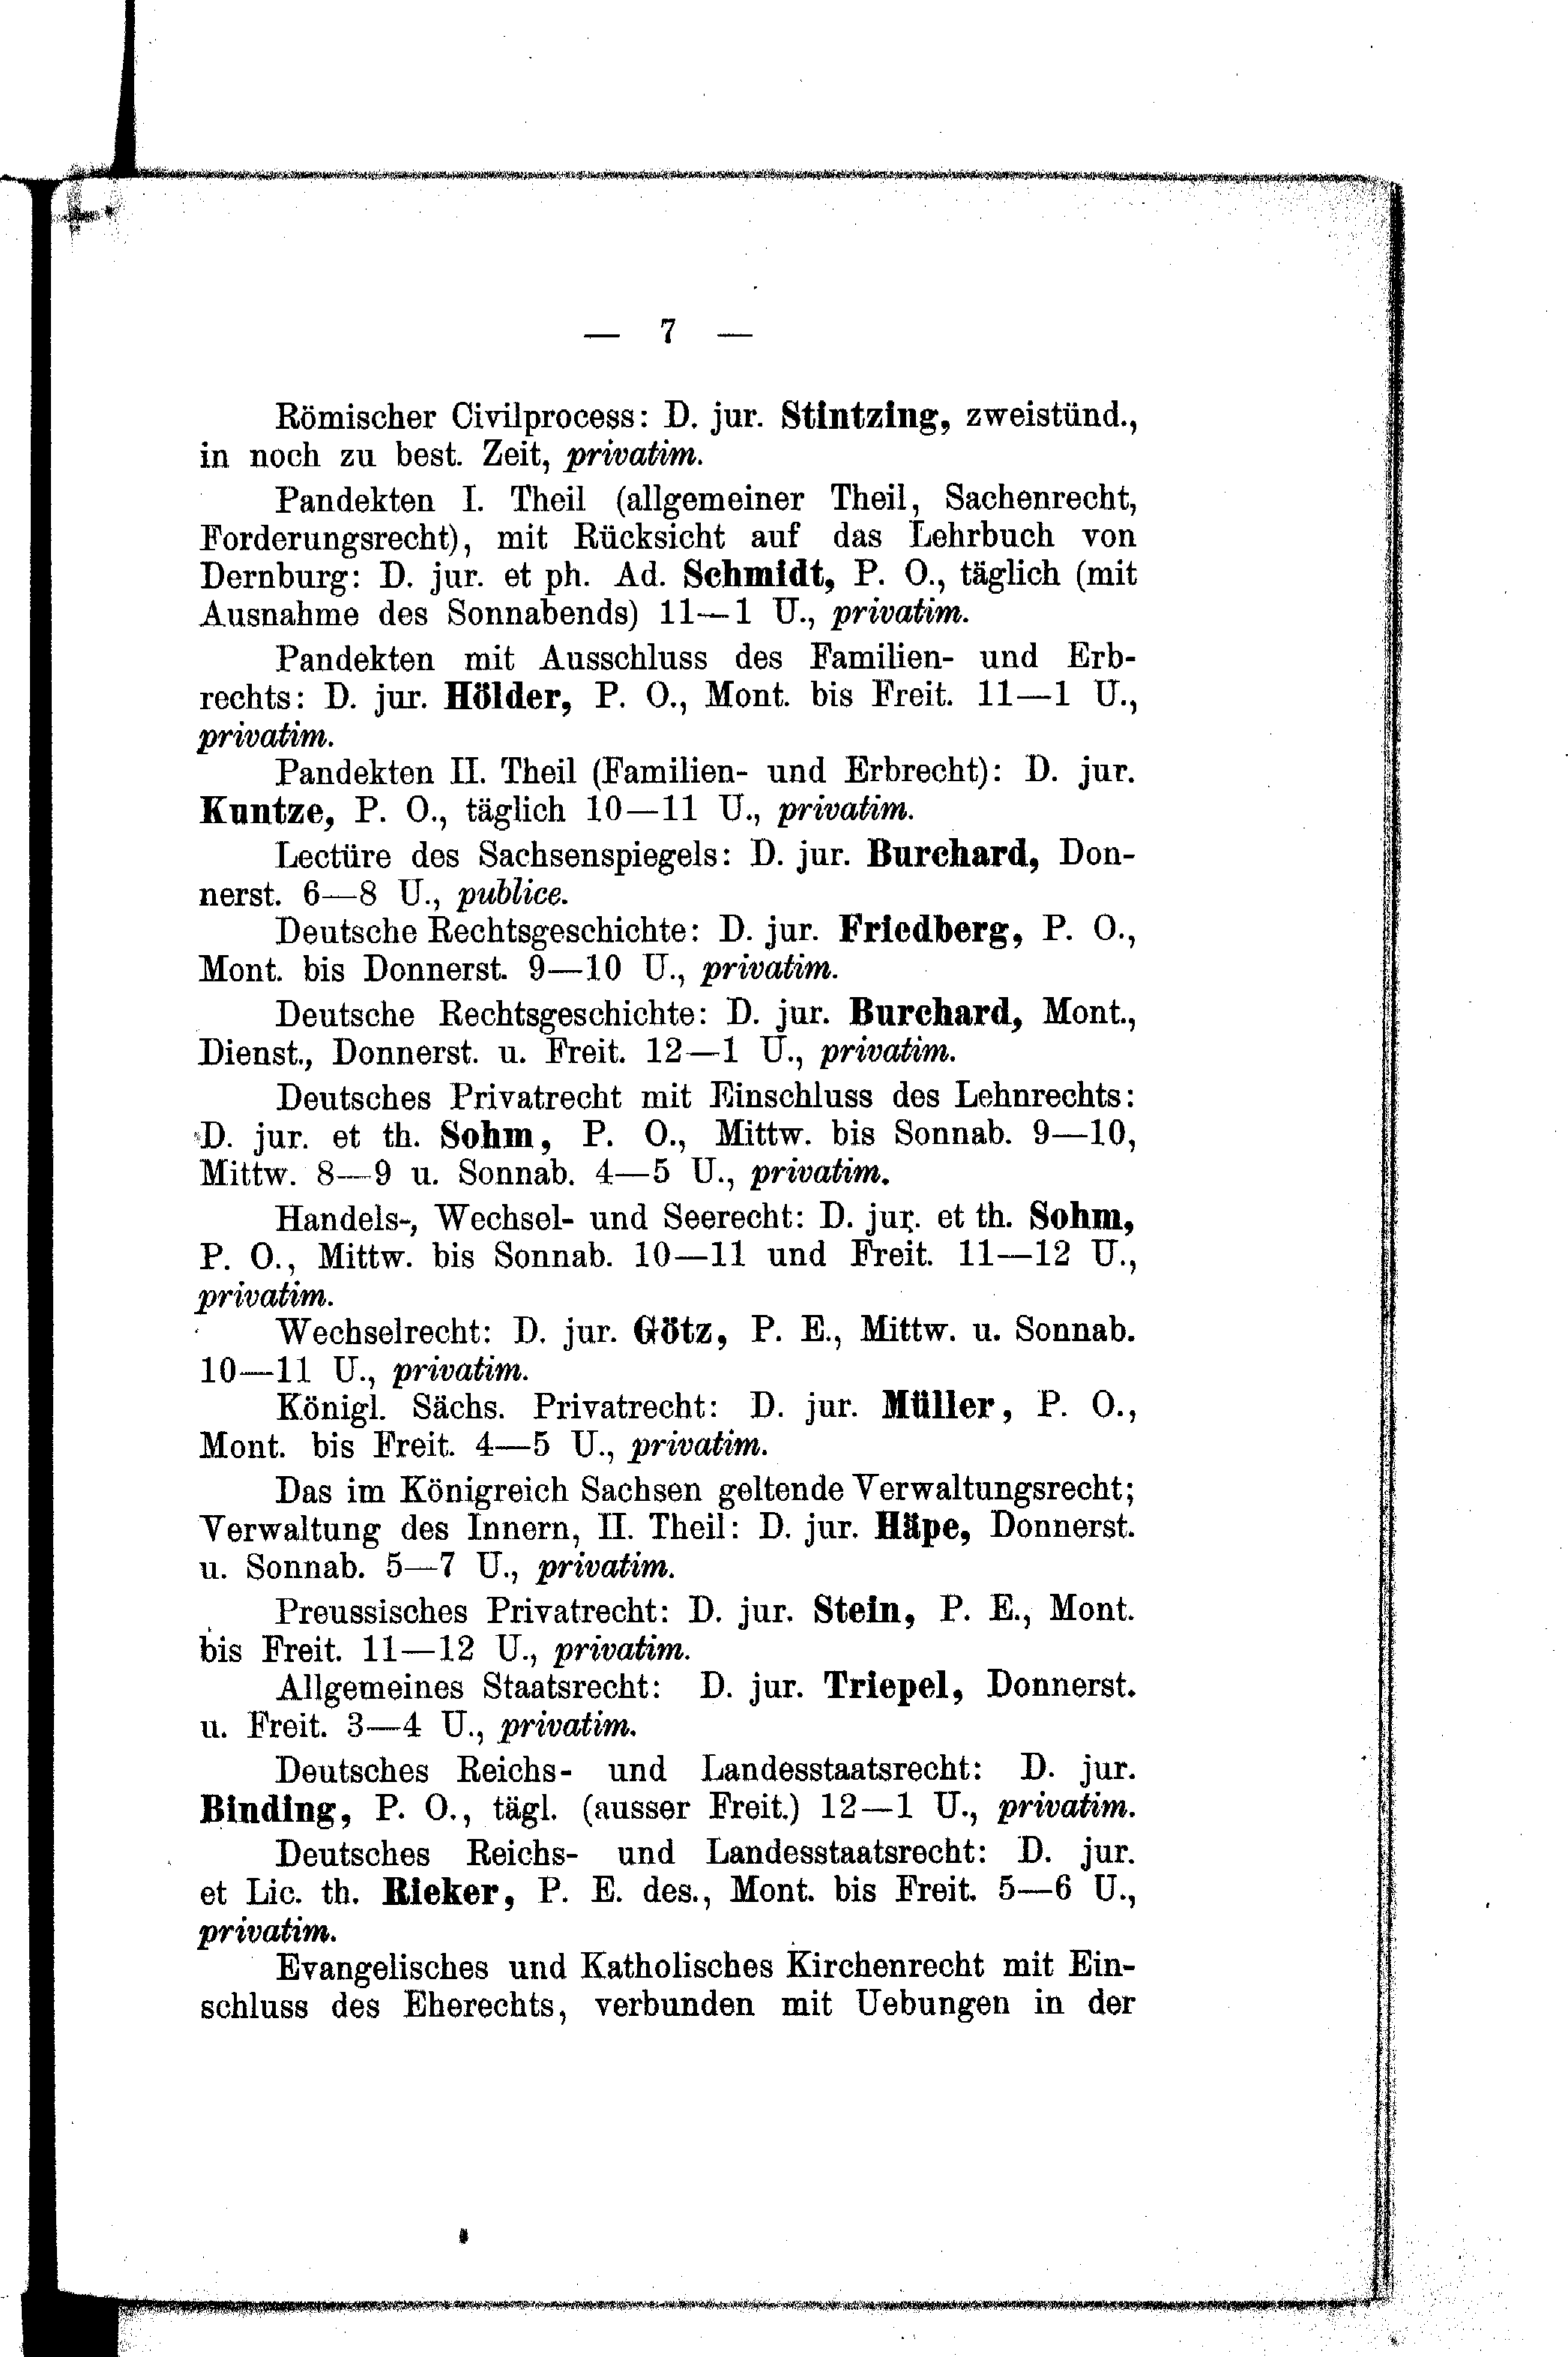 — 7 —
Römischer Civilprocess: D. jur. Stintzing, zweistünd.,
in noch zu best. Zeit, privatim.
Pandekten I. Theil (allgemeiner Theil, Sachenrecht,
Forderungsrecht), mit Rücksicht auf das Lehrbuch von
Dernburg: D. jur. et ph. Ad. Schmidt, P. O., täglich (mit
Ausnahme des Sonnabends) 11—1 U., privatim.
Pandekten mit Ausschluss des Familien- und Erb-
rechts: D. jur. Hölder, P. O., Mont. bis Freit. 11—1 U.,
privatim.
Pandekten II. Theil (Familien- und Erbrecht): D. jur.
Kuntze, P. O., täglich 10—11 U., privatim.
Lectüre des Sachsenspiegels: D. jur. Burchard, Don-
nerst. 6—8 U., publice.
Deutsche Rechtsgeschichte: D. jur. Friedberg, P. O.,
Mont. bis Donnerst. 9—10 U., privatim.
Deutsche Rechtsgeschichte: D. jur. Burchard, Mont.,
Dienst., Donnerst. u. Freit. 12—1 U., privatim.
Deutsches Privatrecht mit Einschluss des Lehnrechts:
D. jur. et th. Sohm, P. O., Mittw. bis Sonnab. 9—10,
Mittw. 8—9 u. Sonnab. 4—5 U., privatim.
Handels-, Wechsel- und Seerecht: D. jur. et th. Sohm,
P. O., Mittw. bis Sonnab. 10—11 und Freit. 11—12 U.,
privatim.
Wechselrecht: D. jur. Götz, P. E., Mittw. u. Sonnab.
10—11 U., privatim.
Königl. Sächs. Privatrecht: D. jur. Müller, P. O.,
Mont. bis Freit. 4—5 U., privatim.
Das im Königreich Sachsen geltende Verwaltungsrecht;
Verwaltung des Innern, II. Theil: D. jur. Häpe, Donnerst.
u. Sonnab. 5—7 U., privatim.
Preussisches Privatrecht: D. jur. Stein, P. E., Mont.
bis Freit. 11—12 U., privatim.
Allgemeines Staatsrecht: D. jur. Triepel, Donnerst.
u. Freit. 3—4 U., privatim.
Deutsches Reichs- und Landesstaatsrecht: D. jur.
Binding, P. O., tägl. (ausser Freit.) 12—1 U., privatim.
Deutsches Reichs- und Landesstaatsrecht: D. jur.
et Lic. th. Rieker, P. E. des., Mont. bis Freit. 5—6 U.,
privatim.
Evangelisches und Katholisches Kirchenrecht mit Ein-
schluss des Eherechts, verbunden mit Uebungen in der